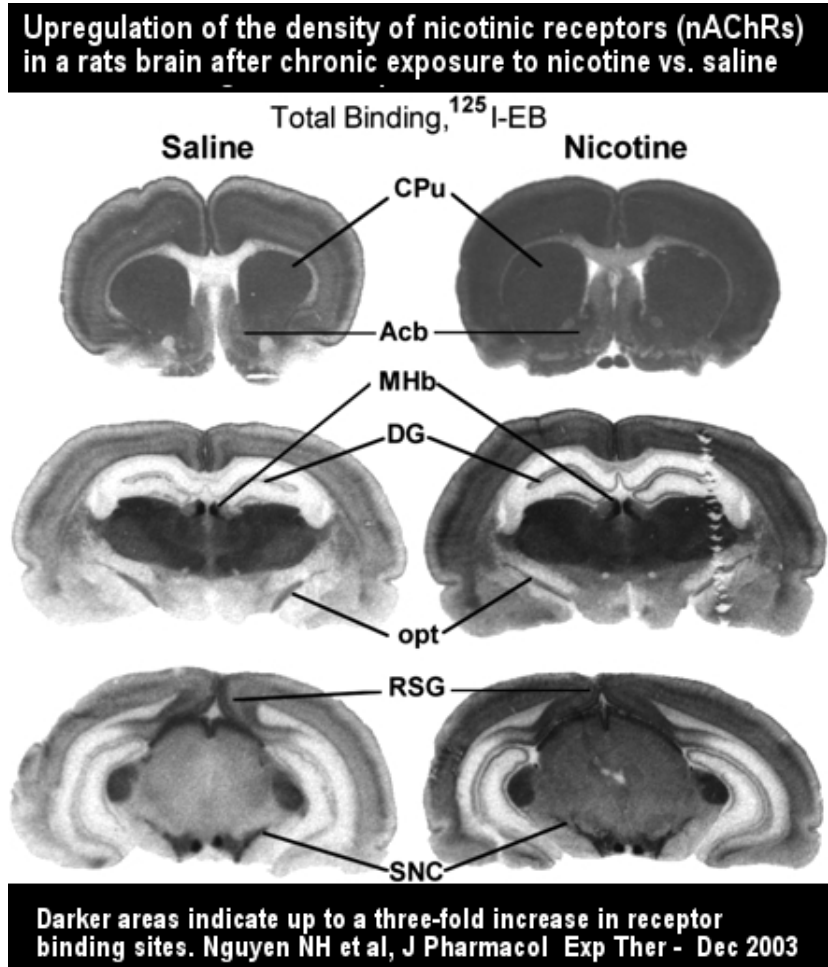 Upregulation of the density of nicotinic receptors (nAChRs)
in a rats brain after chronic exposure to nicotine vs. saline
Total Binding, ¹²⁵I-EB
Saline
Nicotine
CPu
Acb
MHb
DG
opt
RSG
SNC
Darker areas indicate up to a three-fold increase in receptor
binding sites. Nguyen NH et al, J Pharmacol Exp Ther - Dec 2003